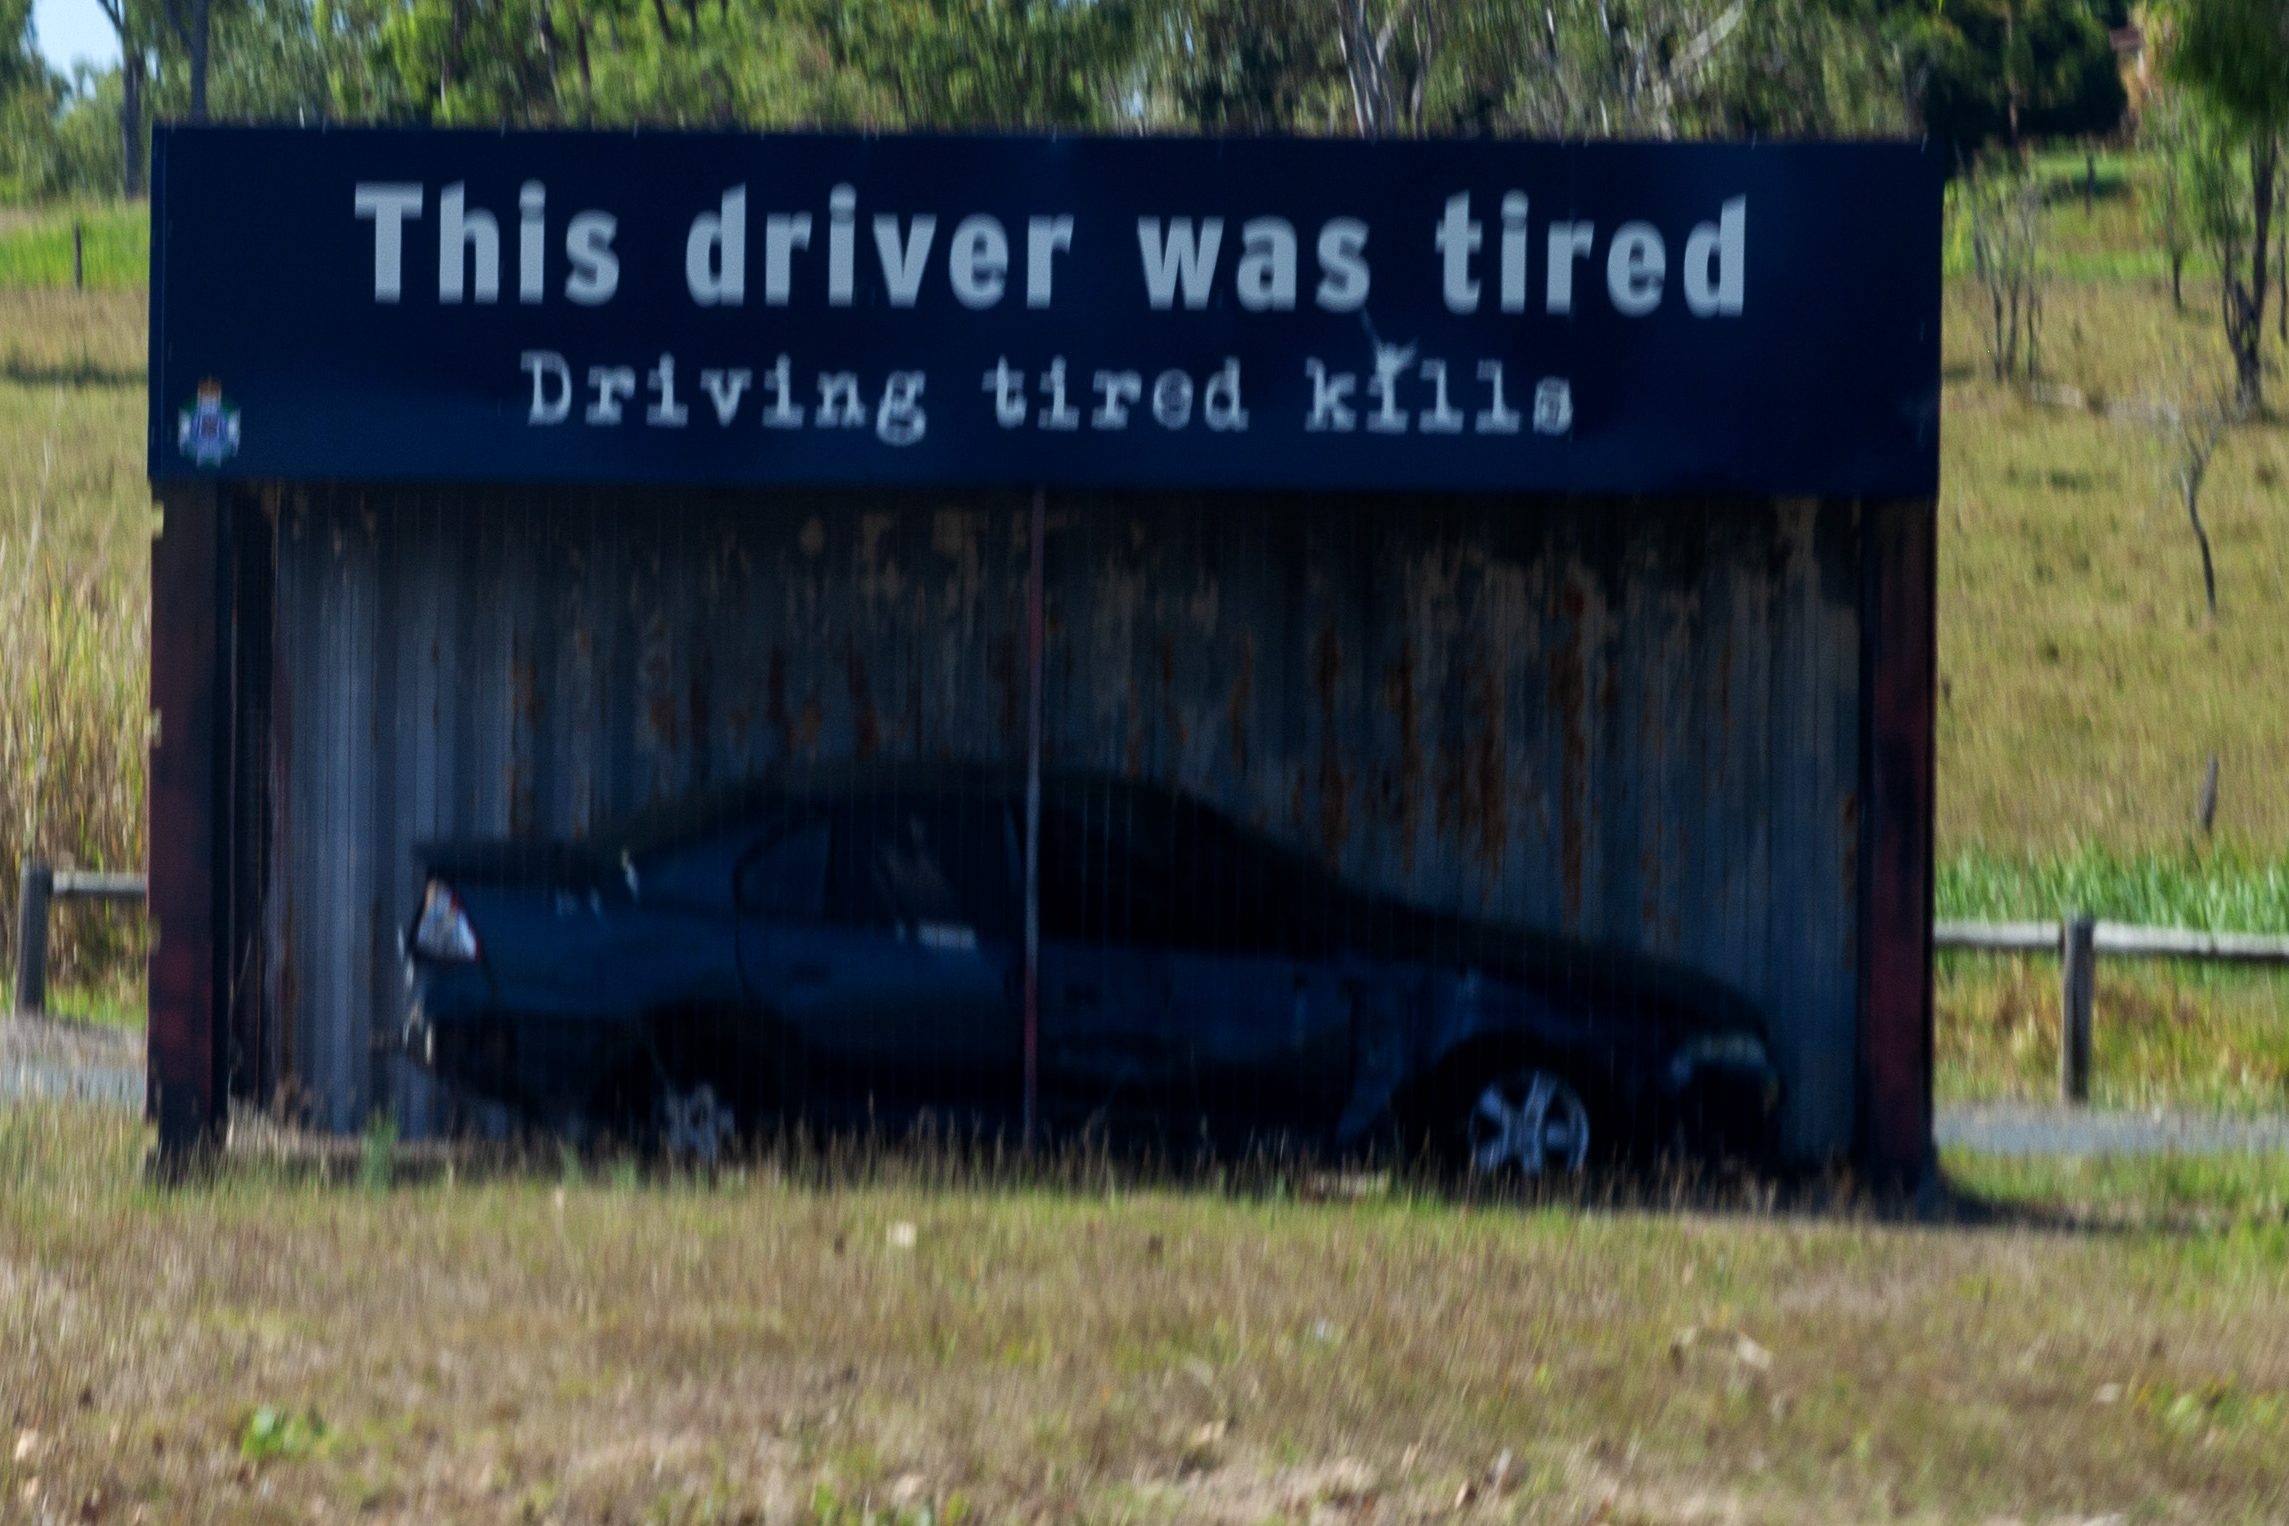 This driver was tired
Driving tired kills